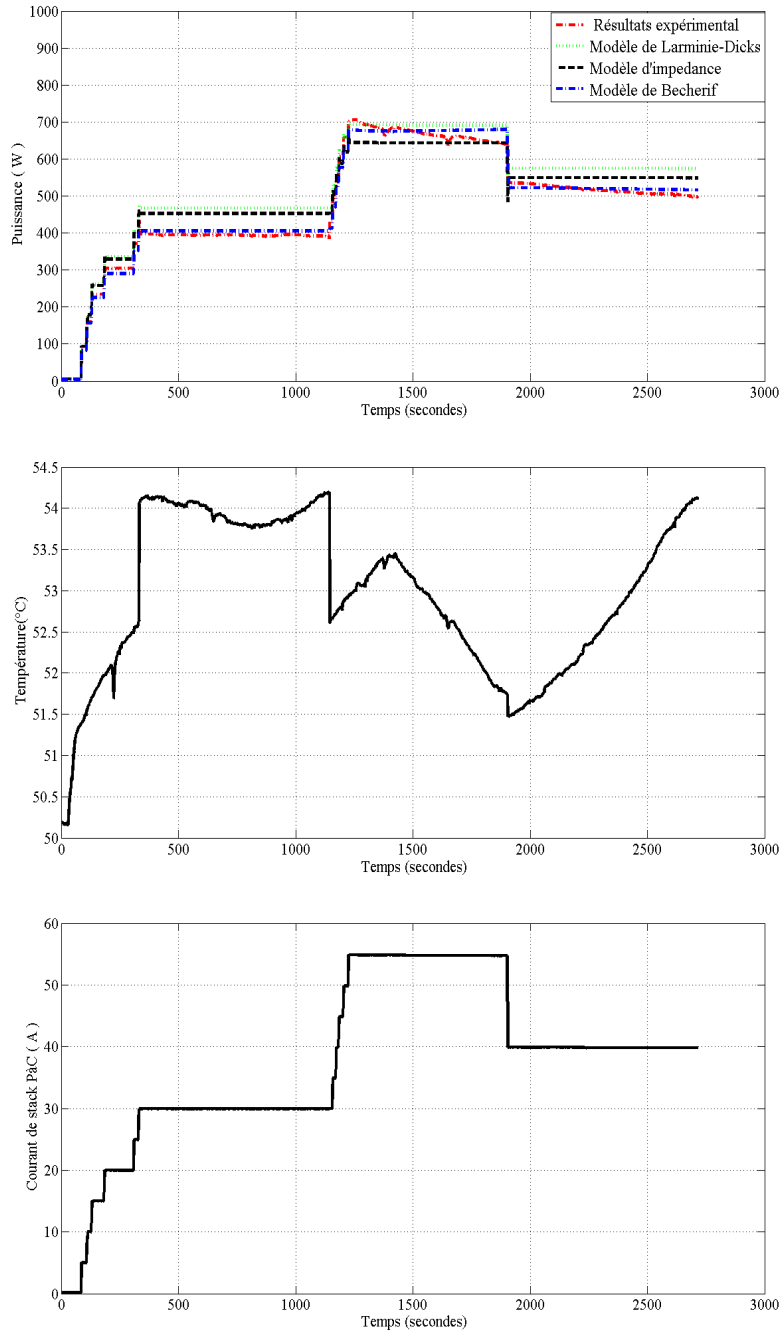 1000
900
800
700
600
500
400
300
200
100
0
Puissance ( W )
Résultats expérimental
Modèle de Larminie-Dicks
Modèle d'impedance
Modèle de Becherif
0 500 1000 1500 2000 2500 3000
Temps (secondes)
54.5
54
53.5
53
52.5
52
51.5
51
50.5
50
Température(°C)
0 500 1000 1500 2000 2500 3000
Temps (secondes)
60
50
40
30
20
10
0
Courant de stack PàC ( A )
0 500 1000 1500 2000 2500 3000
Temps (secondes)